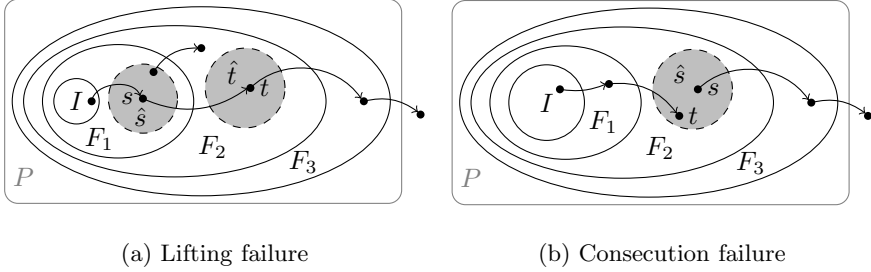 I
s
ŝ
t̂
t
F₁
F₂
F₃
P
I
ŝ
s
t
F₁
F₂
F₃
P
(a) Lifting failure
(b) Consecution failure